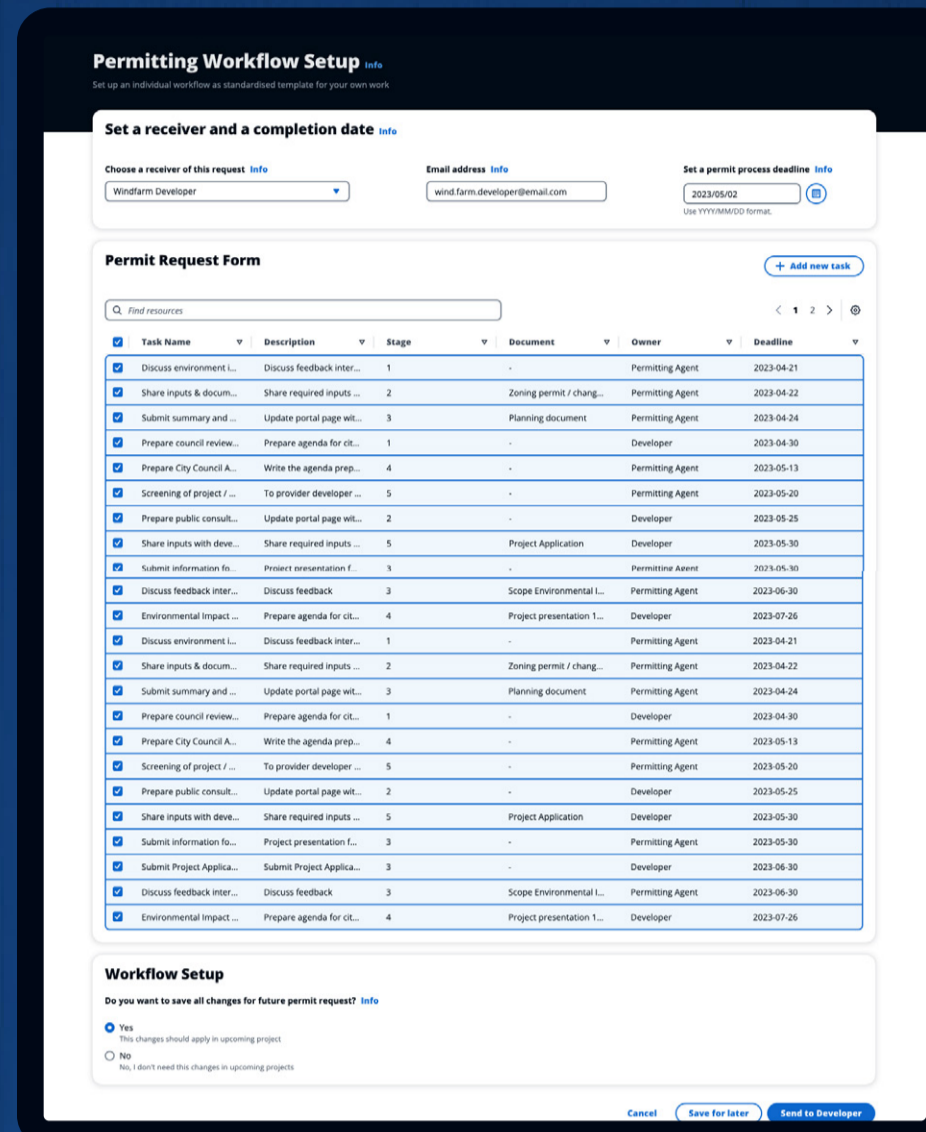 Permitting Workflow Setup Info
Set up an individual workflow as standardised template for your own work
Set a receiver and a completion date Info
Choose a receiver of this request Info
Windfarm Developer
Email address Info
wind.farm.developer@email.com
Set a permit process deadline Info
2023/05/02
Use YYYY/MM/DD format.
Permit Request Form
+ Add new task
Find resources
1 2
Task Name Description Stage Document Owner Deadline
Discuss environment i... Discuss feedback inter... 1 - Permitting Agent 2023-04-21
Share inputs & docum... Share required inputs ... 2 Zoning permit / chang... Permitting Agent 2023-04-22
Submit summary and ... Update portal page wit... 3 Planning document Permitting Agent 2023-04-24
Prepare council review... Prepare agenda for cit... 1 - Developer 2023-04-30
Prepare City Council A... Write the agenda prep... 4 - Permitting Agent 2023-05-13
Screening of project / ... To provider developer ... 5 - Permitting Agent 2023-05-20
Prepare public consult... Update portal page wit... 2 - Developer 2023-05-25
Share inputs with deve... Share required inputs ... 5 Project Application Developer 2023-05-30
Submit information fo... Project presentation f... 3 - Permitting Agent 2023-05-30
Discuss feedback inter... Discuss feedback 3 Scope Environmental I... Permitting Agent 2023-06-30
Environmental Impact ... Prepare agenda for cit... 4 Project presentation 1... Developer 2023-07-26
Discuss environment i... Discuss feedback inter... 1 - Permitting Agent 2023-04-21
Share inputs & docum... Share required inputs ... 2 Zoning permit / chang... Permitting Agent 2023-04-22
Submit summary and ... Update portal page wit... 3 Planning document Permitting Agent 2023-04-24
Prepare council review... Prepare agenda for cit... 1 - Developer 2023-04-30
Prepare City Council A... Write the agenda prep... 4 - Permitting Agent 2023-05-13
Screening of project / ... To provider developer ... 5 - Permitting Agent 2023-05-20
Prepare public consult... Update portal page wit... 2 - Developer 2023-05-25
Share inputs with deve... Share required inputs ... 5 Project Application Developer 2023-05-30
Submit information fo... Project presentation f... 3 - Permitting Agent 2023-05-30
Submit Project Applica... Submit Project Applica... 3 - Developer 2023-06-30
Discuss feedback inter... Discuss feedback 3 Scope Environmental I... Permitting Agent 2023-06-30
Environmental Impact ... Prepare agenda for cit... 4 Project presentation 1... Developer 2023-07-26
Workflow Setup
Do you want to save all changes for future permit request? Info
Yes
This changes should apply in upcoming project
No
No, I don't need this changes in upcoming projects
Cancel Save for later Send to Developer